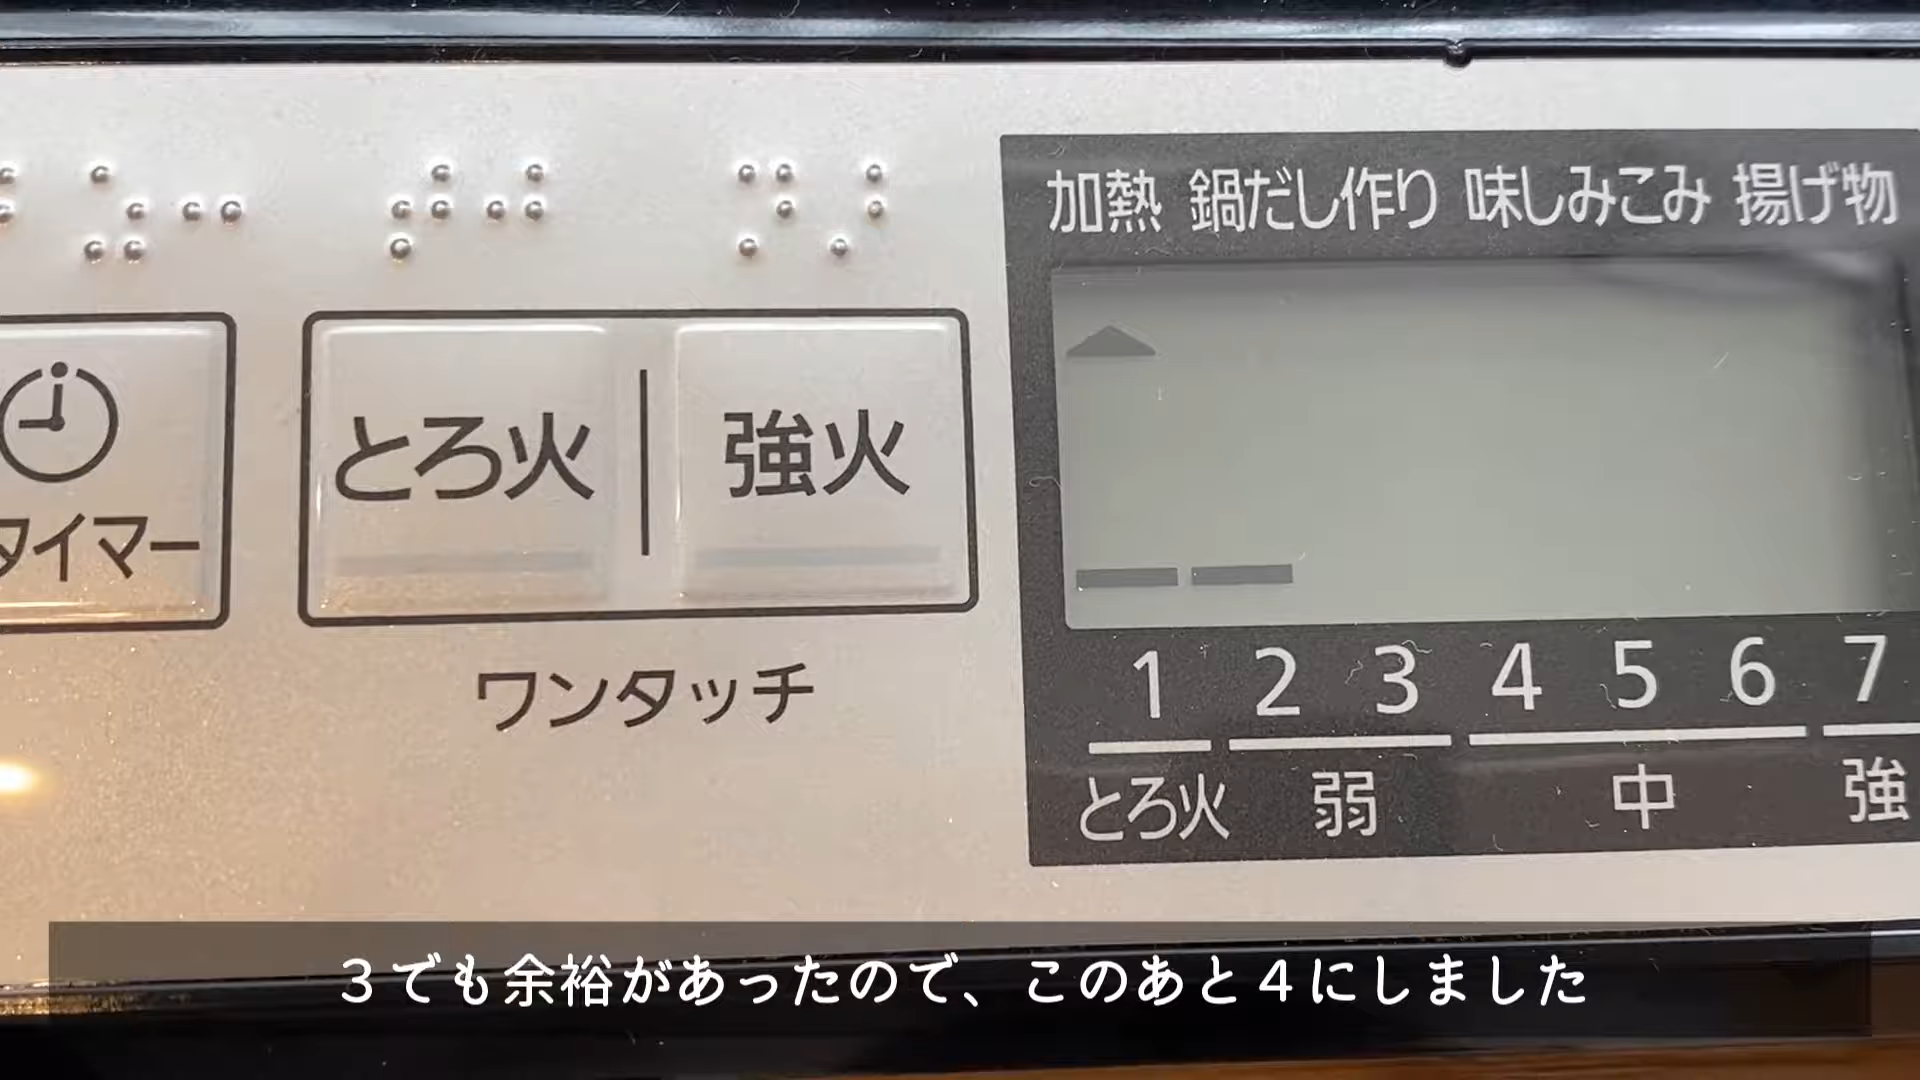 加熱 鍋だし作り 味しみこみ 揚げ物
とろ火 強火
タイマー
ワンタッチ
1 2 3 4 5 6 7
とろ火 弱 中 強
３でも余裕があったので、このあと４にしました